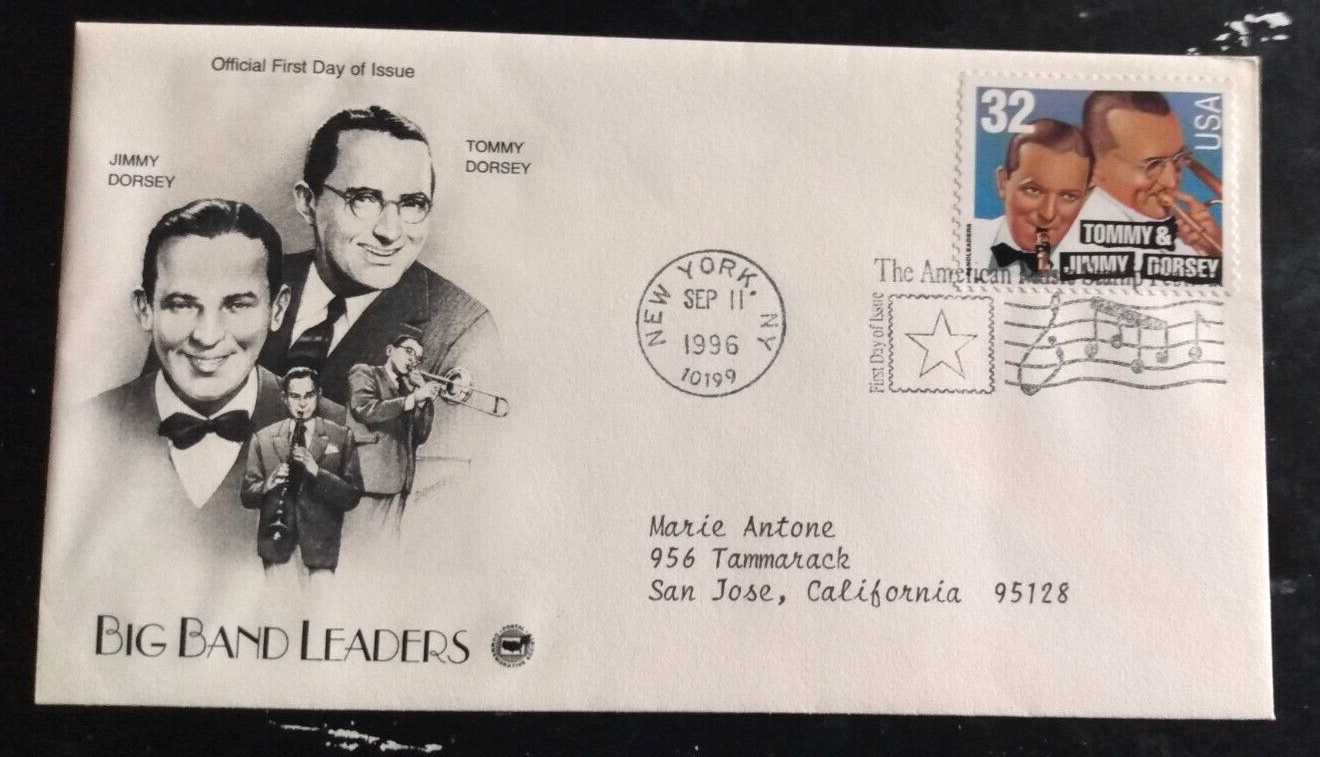 Official First Day of Issue
JIMMY
DORSEY
TOMMY
DORSEY
32
USA
TOMMY &
JIMMY DORSEY
NEW YORK, NY
SEP 11
1996
10199
The American Music Stamp
First Day of Issue
Marie Antone
956 Tammarack
San Jose, California 95128
BIG BAND LEADERS